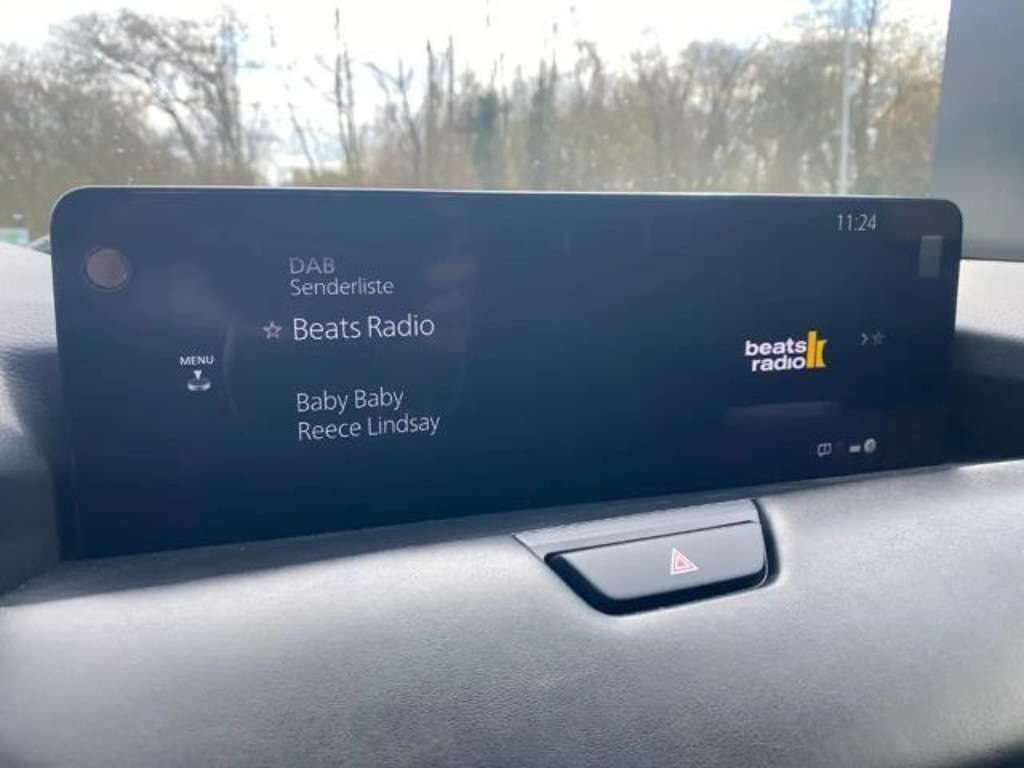 11:24
DAB
Senderliste
Beats Radio
MENU
beats
radio
Baby Baby
Reece Lindsay